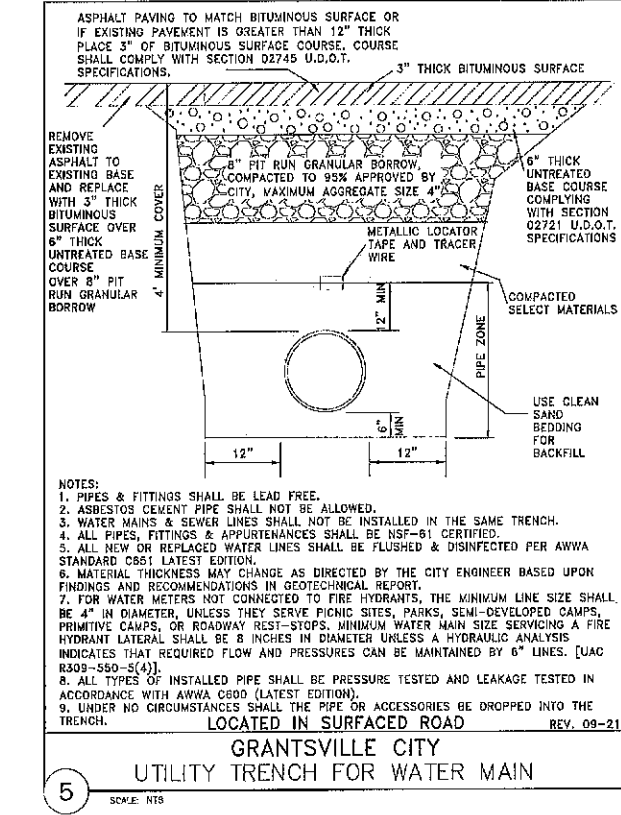 ASPHALT PAVING TO MATCH BITUMINOUS SURFACE OR
IF EXISTING PAVEMENT IS GREATER THAN 12" THICK
PLACE 3" OF BITUMINOUS SURFACE COURSE. COURSE
SHALL COMPLY WITH SECTION 02745 U.D.O.T.
SPECIFICATIONS.
3" THICK BITUMINOUS SURFACE
REMOVE
EXISTING
ASPHALT TO
EXISTING BASE
AND REPLACE
WITH 3" THICK
BITUMINOUS
SURFACE OVER
6" THICK
UNTREATED BASE
COURSE
OVER 8" PIT
RUN GRANULAR
BORROW
4' MINIMUM COVER
8" PIT RUN GRANULAR BORROW,
COMPACTED TO 95% APPROVED BY
CITY, MAXIMUM AGGREGATE SIZE 4"
6" THICK
UNTREATED
BASE COURSE
COMPLYING
WITH SECTION
02721 U.D.O.T.
SPECIFICATIONS
METALLIC LOCATOR
TAPE AND TRACER
WIRE
COMPACTED
SELECT MATERIALS
12" MIN
PIPE ZONE
USE CLEAN
SAND
BEDDING
FOR
BACKFILL
6"
MIN
12"
12"
NOTES:
1. PIPES & FITTINGS SHALL BE LEAD FREE.
2. ASBESTOS CEMENT PIPE SHALL NOT BE ALLOWED.
3. WATER MAINS & SEWER LINES SHALL NOT BE INSTALLED IN THE SAME TRENCH.
4. ALL PIPES, FITTINGS & APPURTENANCES SHALL BE NSF-61 CERTIFIED.
5. ALL NEW OR REPLACED WATER LINES SHALL BE FLUSHED & DISINFECTED PER AWWA
STANDARD C651 LATEST EDITION.
6. MATERIAL THICKNESS MAY CHANGE AS DIRECTED BY THE CITY ENGINEER BASED UPON
FINDINGS AND RECOMMENDATIONS IN GEOTECHNICAL REPORT.
7. FOR WATER METERS NOT CONNECTED TO FIRE HYDRANTS, THE MINIMUM LINE SIZE SHALL
BE 4" IN DIAMETER, UNLESS THEY SERVE PICNIC SITES, PARKS, SEMI-DEVELOPED CAMPS,
PRIMITIVE CAMPS, OR ROADWAY REST-STOPS. MINIMUM WATER MAIN SIZE SERVICING A FIRE
HYDRANT LATERAL SHALL BE 8 INCHES IN DIAMETER UNLESS A HYDRAULIC ANALYSIS
INDICATES THAT REQUIRED FLOW AND PRESSURES CAN BE MAINTAINED BY 6" LINES. [UAC
R309-550-5(4)].
8. ALL TYPES OF INSTALLED PIPE SHALL BE PRESSURE TESTED AND LEAKAGE TESTED IN
ACCORDANCE WITH AWWA C600 (LATEST EDITION).
9. UNDER NO CIRCUMSTANCES SHALL THE PIPE OR ACCESSORIES BE DROPPED INTO THE
TRENCH.
LOCATED IN SURFACED ROAD
REV. 09-21
GRANTSVILLE CITY
UTILITY TRENCH FOR WATER MAIN
5
SCALE: NTS